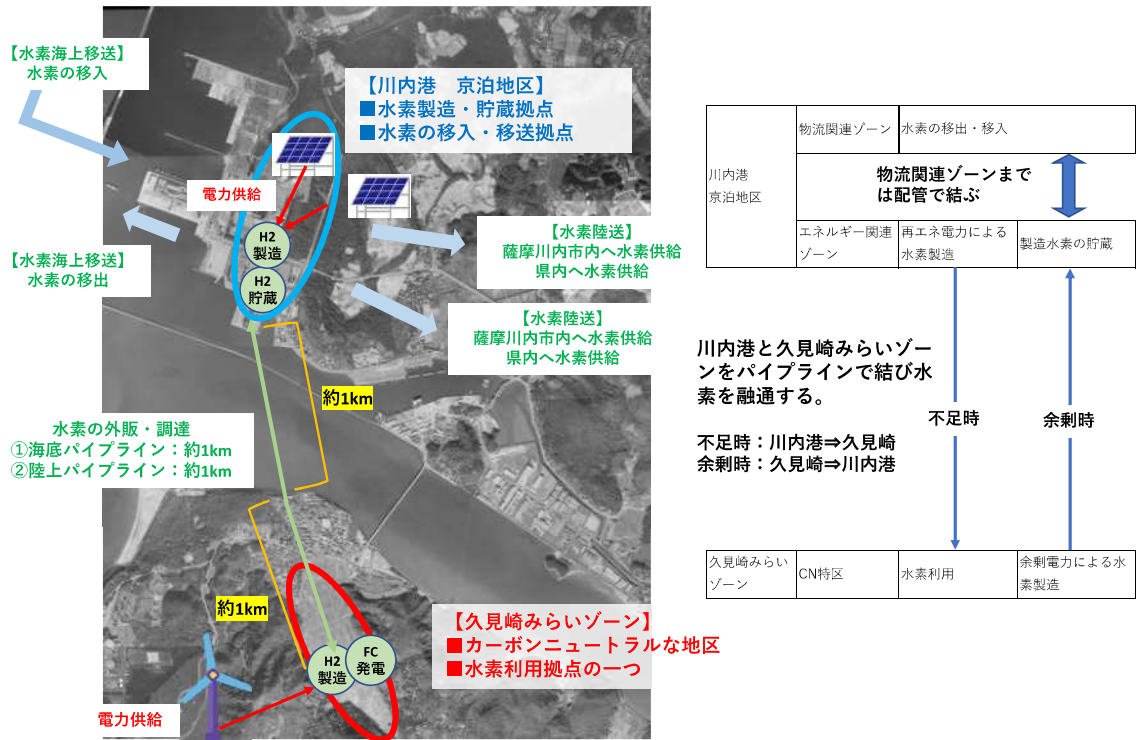 【水素海上移送】
水素の移入
【川内港　京泊地区】
■水素製造・貯蔵拠点
■水素の移入・移送拠点
電力供給
H2
製造
H2
貯蔵
【水素海上移送】
水素の移出
【水素陸送】
薩摩川内市内へ水素供給
県内へ水素供給
【水素陸送】
薩摩川内市内へ水素供給
県内へ水素供給
約1km
水素の外販・調達
①海底パイプライン：約1km
②陸上パイプライン：約1km
約1km
【久見崎みらいゾーン】
■カーボンニュートラルな地区
■水素利用拠点の一つ
H2
製造
FC
発電
電力供給
川内港
京泊地区
物流関連ゾーン
水素の移出・移入
物流関連ゾーンまで
は配管で結ぶ
エネルギー関連
ゾーン
再エネ電力による
水素製造
製造水素の貯蔵
川内港と久見崎みらいゾー
ンをパイプラインで結び水
素を融通する。
不足時：川内港⇒久見崎
余剰時：久見崎⇒川内港
不足時
余剰時
久見崎みらい
ゾーン
CN特区
水素利用
余剰電力による水
素製造